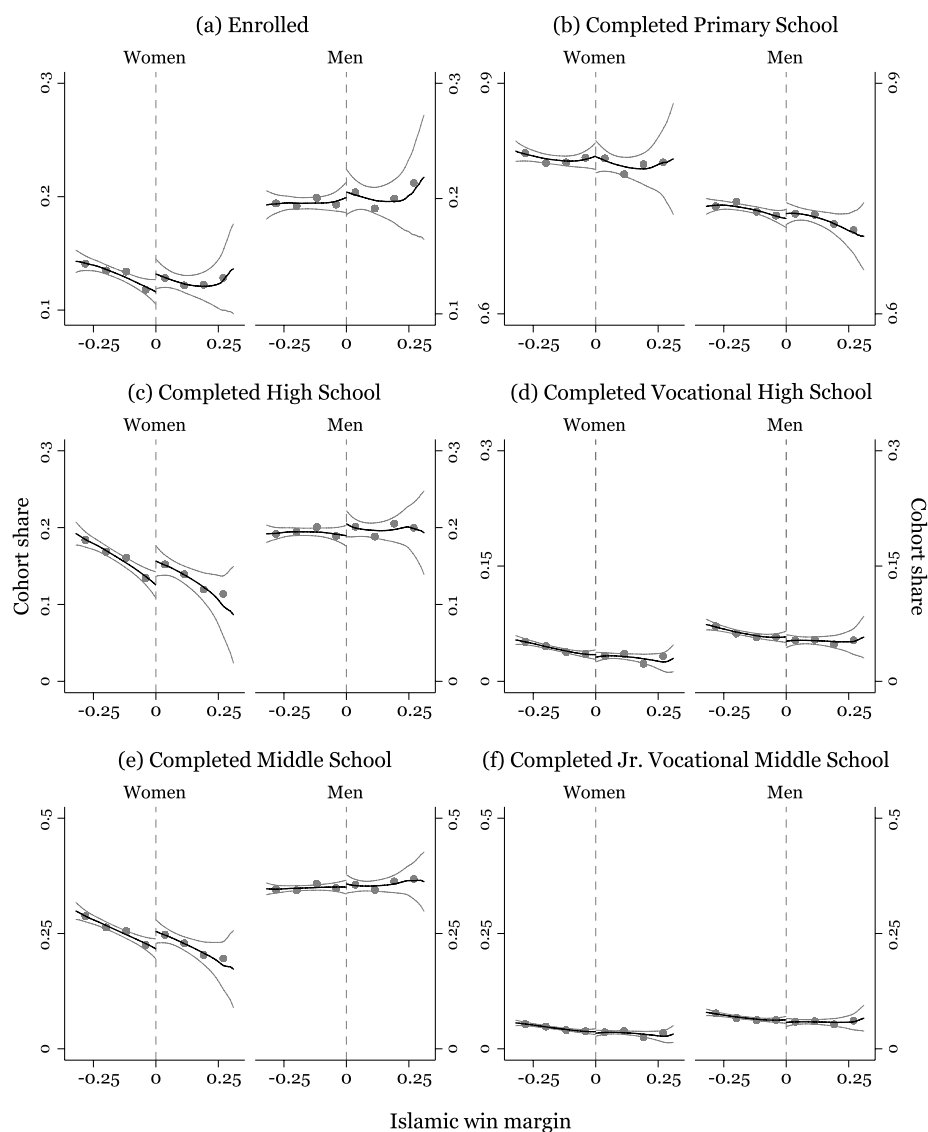 (a) Enrolled
(b) Completed Primary School
Women
Men
Women
Men
0.3
0.2
0.1
0.3
0.2
0.1
0.9
0.6
0.9
0.6
-0.25 0 0.25
-0.25 0 0.25
-0.25 0 0.25
-0.25 0 0.25
(c) Completed High School
(d) Completed Vocational High School
Women
Men
Women
Men
0.3
0.2
0.1
0
0.3
0.2
0.1
0
0.3
0.15
0
0.3
0.15
0
Cohort share
Cohort share
-0.25 0 0.25
-0.25 0 0.25
-0.25 0 0.25
-0.25 0 0.25
(e) Completed Middle School
(f) Completed Jr. Vocational Middle School
Women
Men
Women
Men
0.5
0.25
0
0.5
0.25
0
0.5
0.25
0
0.5
0.25
0
-0.25 0 0.25
-0.25 0 0.25
-0.25 0 0.25
-0.25 0 0.25
Islamic win margin